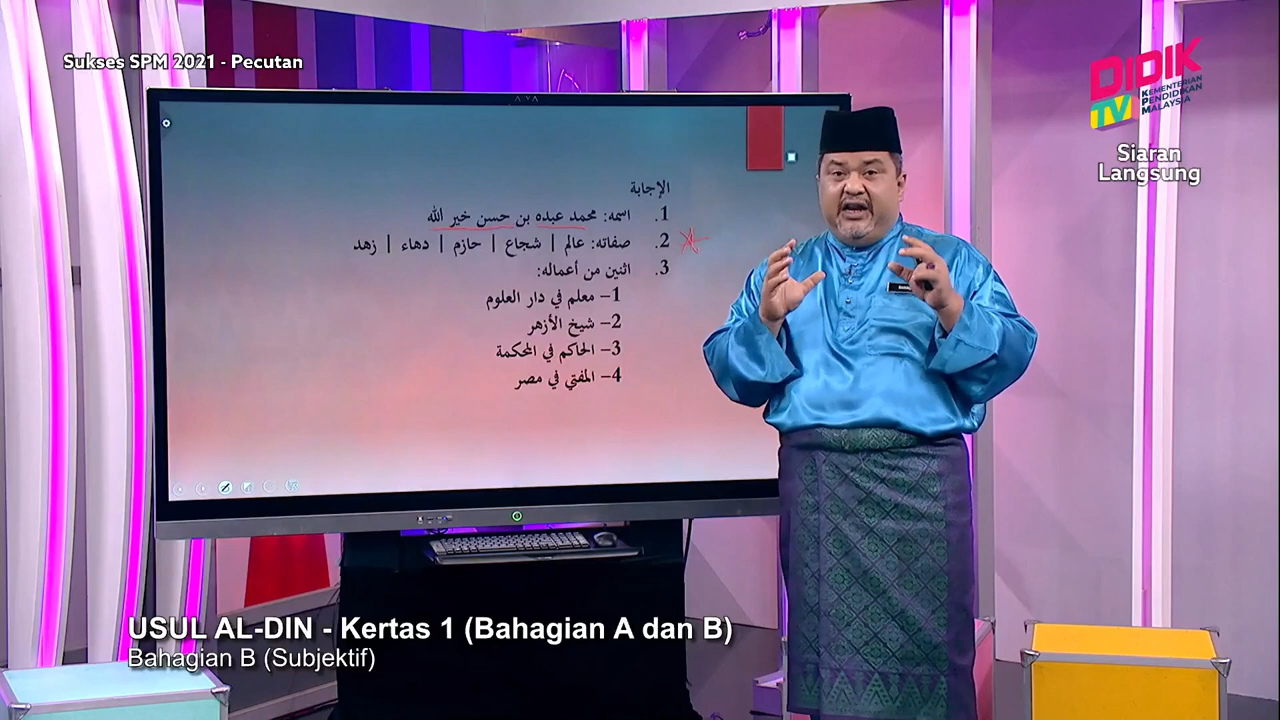 Sukses SPM 2021 - Pecutan
DIDIK
TV
KEMENTERIAN
PENDIDIKAN
MALAYSIA
Siaran
Langsung
الإجابة
1. اسمه: محمد عبده بن حسن خير الله
2. صفاته: عالم | شجاع | حازم | دهاء | زهد
3. اثنين من أعماله:
1– معلم في دار العلوم
2– شيخ الأزهر
3– الحاكم في المحكمة
4– المفتي في مصر
USUL AL-DIN - Kertas 1 (Bahagian A dan B)
Bahagian B (Subjektif)